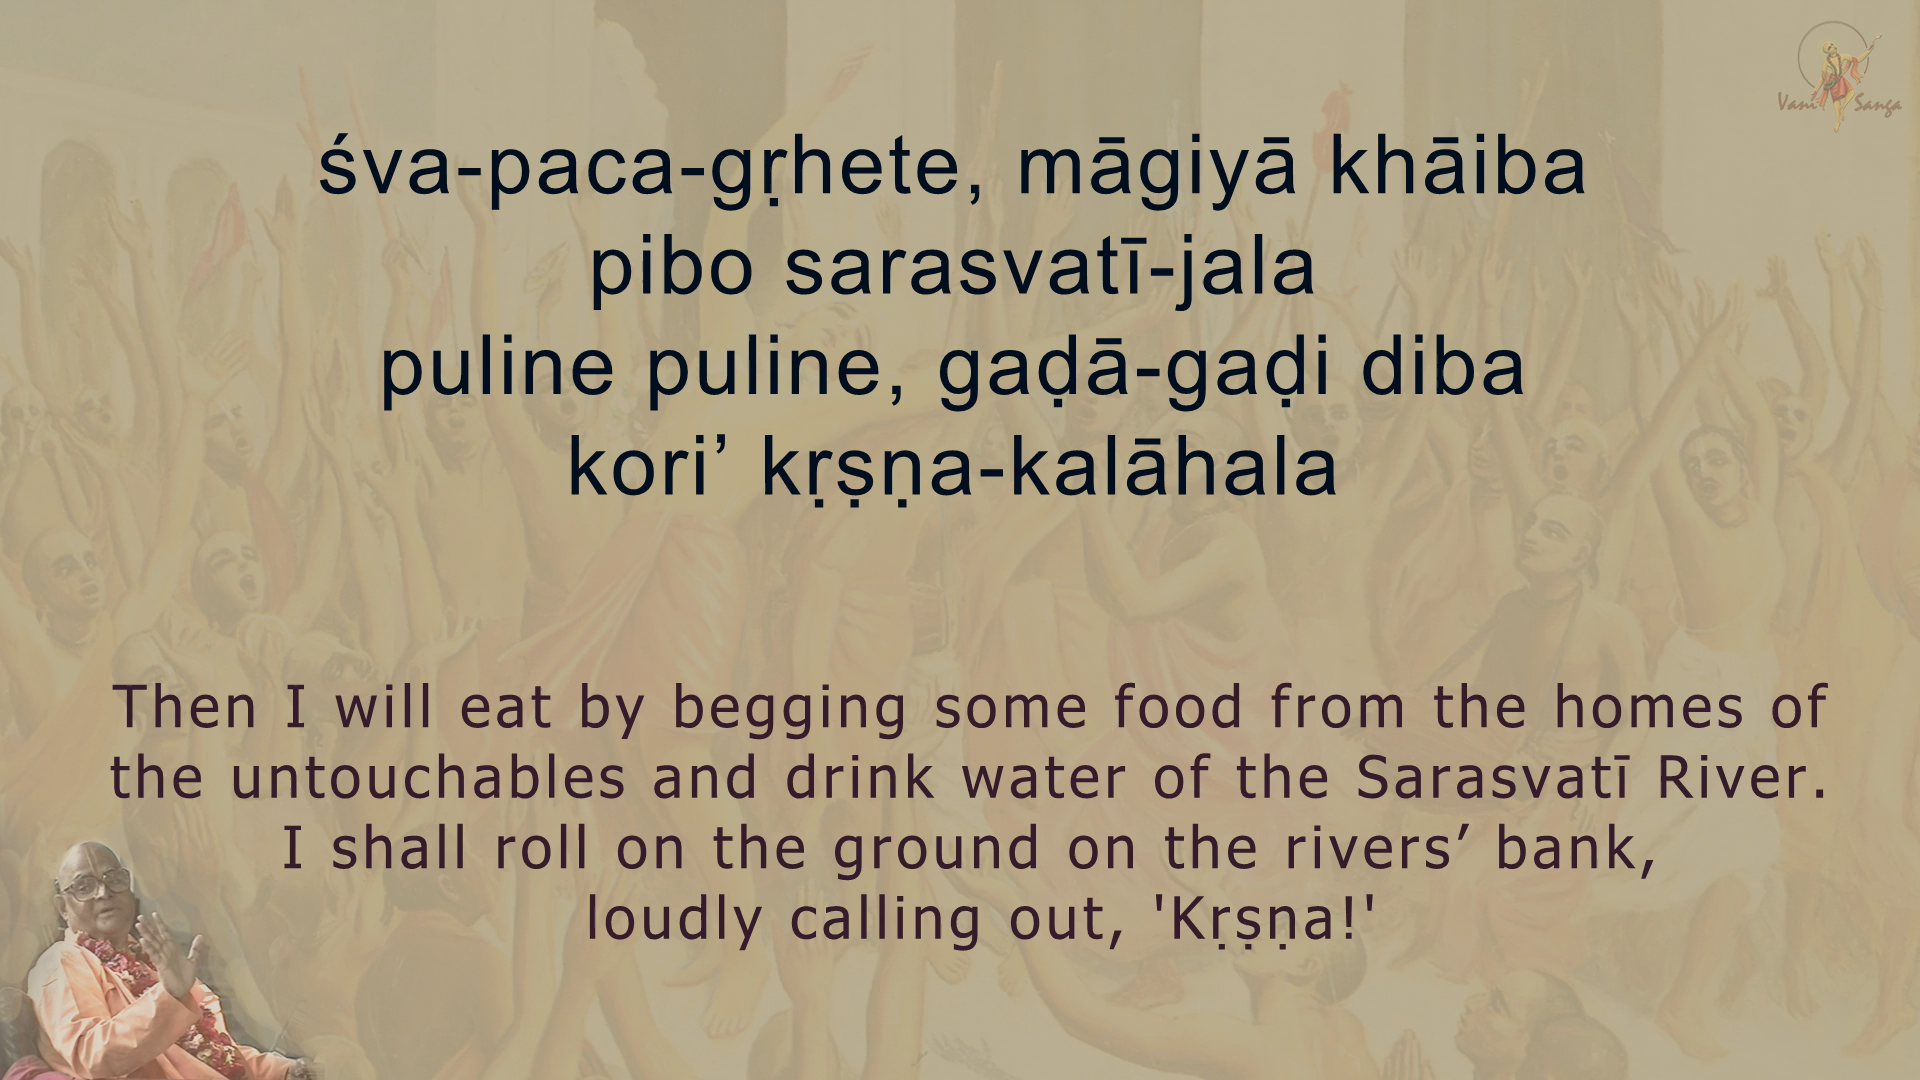 Vani Sanga
śva-paca-gṛhete, māgiyā khāiba
pibo sarasvatī-jala
puline puline, gaḍā-gaḍi diba
kori’ kṛṣṇa-kalāhala
Then I will eat by begging some food from the homes of
the untouchables and drink water of the Sarasvatī River.
I shall roll on the ground on the rivers’ bank,
loudly calling out, 'Kṛṣṇa!'